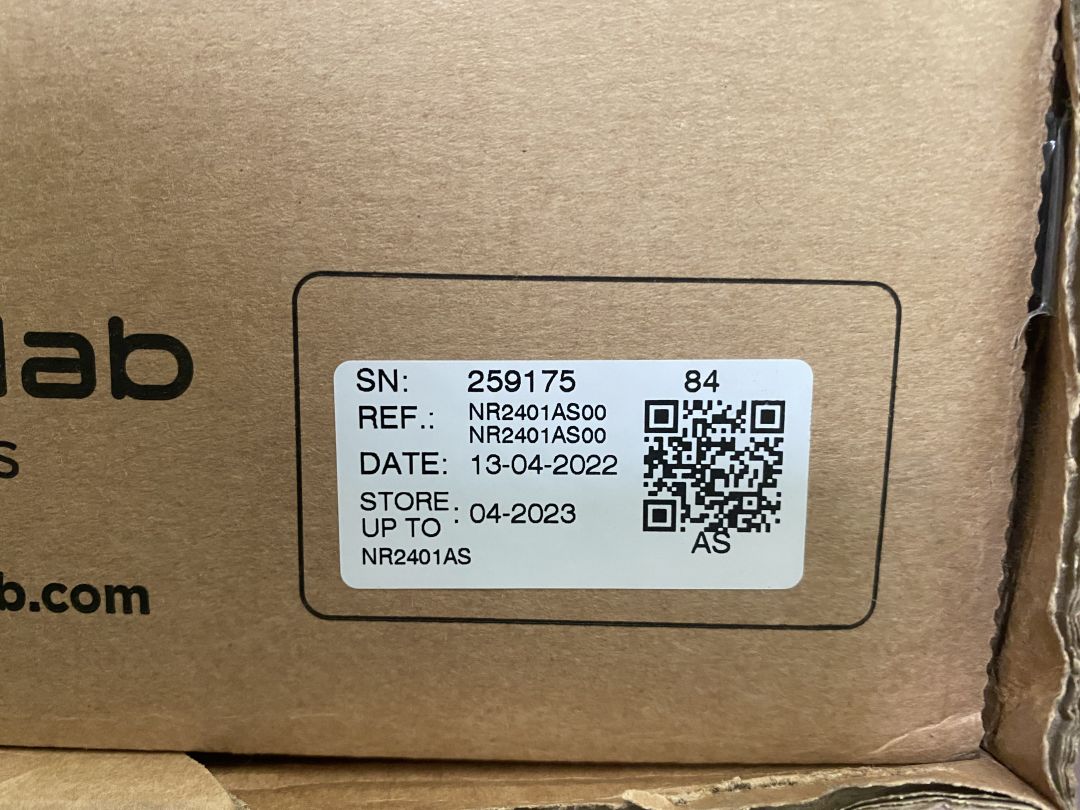 lab
s
b.com
SN: 259175 84
REF.: NR2401AS00
NR2401AS00
DATE: 13-04-2022
STORE
UP TO : 04-2023
AS
NR2401AS